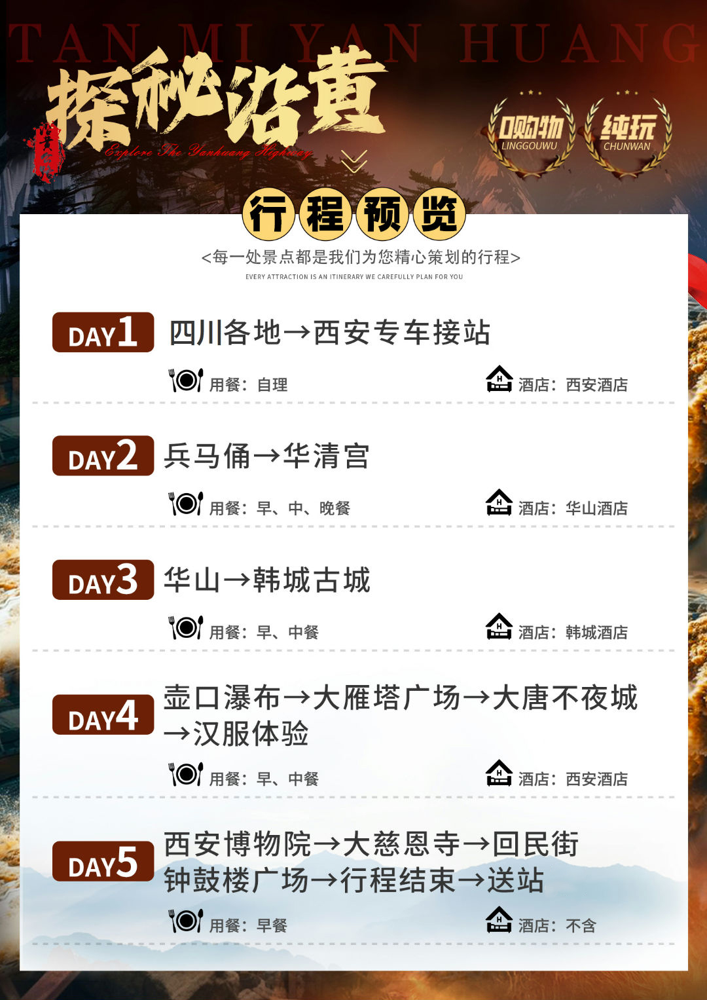 TAN MI YAN HUANG
探秘沿黄
Explore The Yanhuang Highway
0购物
LINGGOUWU
纯玩
CHUNWAN
行程预览
<每一处景点都是我们为您精心策划的行程>
EVERY ATTRACTION IS AN ITINERARY WE CAREFULLY PLAN FOR YOU
DAY1
四川各地→西安专车接站
用餐：自理
酒店：西安酒店
DAY2
兵马俑→华清宫
用餐：早、中、晚餐
酒店：华山酒店
DAY3
华山→韩城古城
用餐：早、中餐
酒店：韩城酒店
DAY4
壶口瀑布→大雁塔广场→大唐不夜城
→汉服体验
用餐：早、中餐
酒店：西安酒店
DAY5
西安博物院→大慈恩寺→回民街
钟鼓楼广场→行程结束→送站
用餐：早餐
酒店：不含